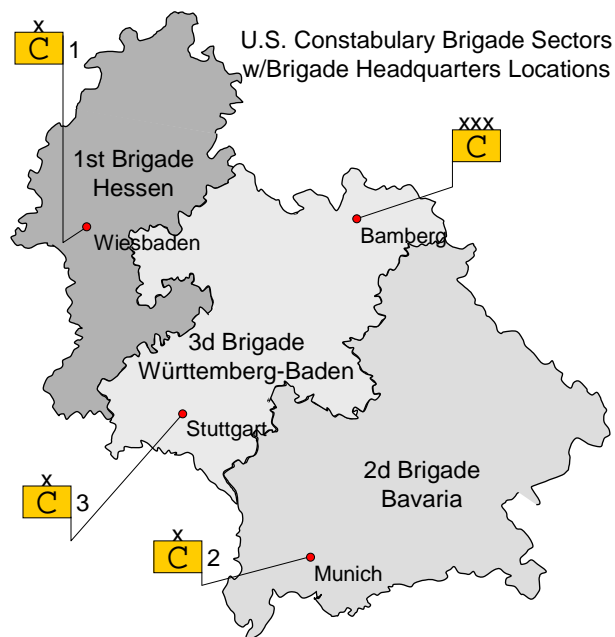 x
C 1
U.S. Constabulary Brigade Sectors
w/Brigade Headquarters Locations
xxx
C
1st Brigade
Hessen
Wiesbaden
Bamberg
3d Brigade
Württemberg-Baden
Stuttgart
x
C 3
2d Brigade
Bavaria
x
C 2
Munich